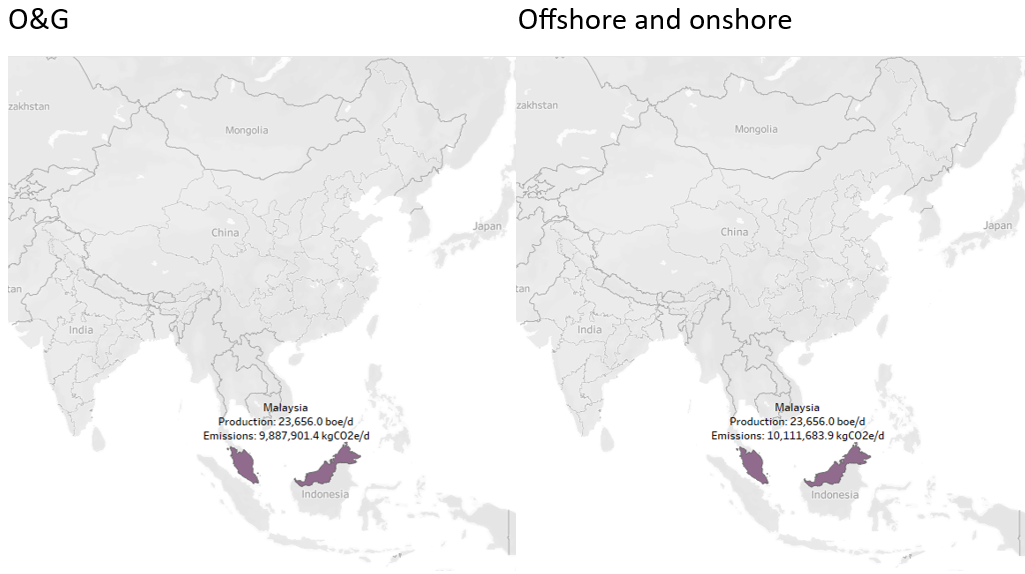 O&G
Offshore and onshore
zakhstan
Mongolia
China
Japan
tan
India
Malaysia
Production: 23,656.0 boe/d
Emissions: 9,887,901.4 kgCO2e/d
Indonesia
zakhstan
Mongolia
China
Japan
tan
India
Malaysia
Production: 23,656.0 boe/d
Emissions: 10,111,683.9 kgCO2e/d
Indonesia